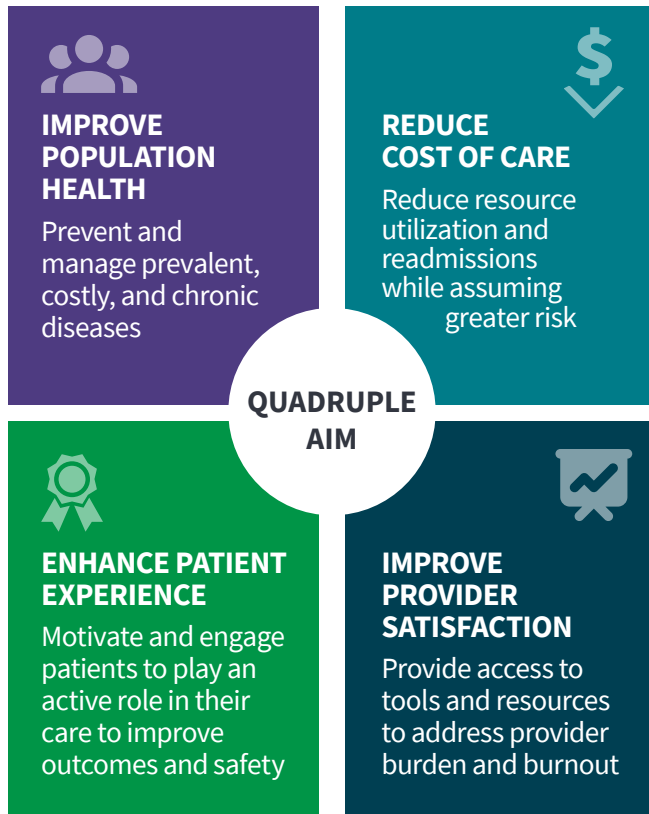 IMPROVE
POPULATION
HEALTH
Prevent and
manage prevalent,
costly, and chronic
diseases
REDUCE
COST OF CARE
Reduce resource
utilization and
readmissions
while assuming
greater risk
QUADRUPLE
AIM
ENHANCE PATIENT
EXPERIENCE
Motivate and engage
patients to play an
active role in their
care to improve
outcomes and safety
IMPROVE
PROVIDER
SATISFACTION
Provide access to
tools and resources
to address provider
burden and burnout